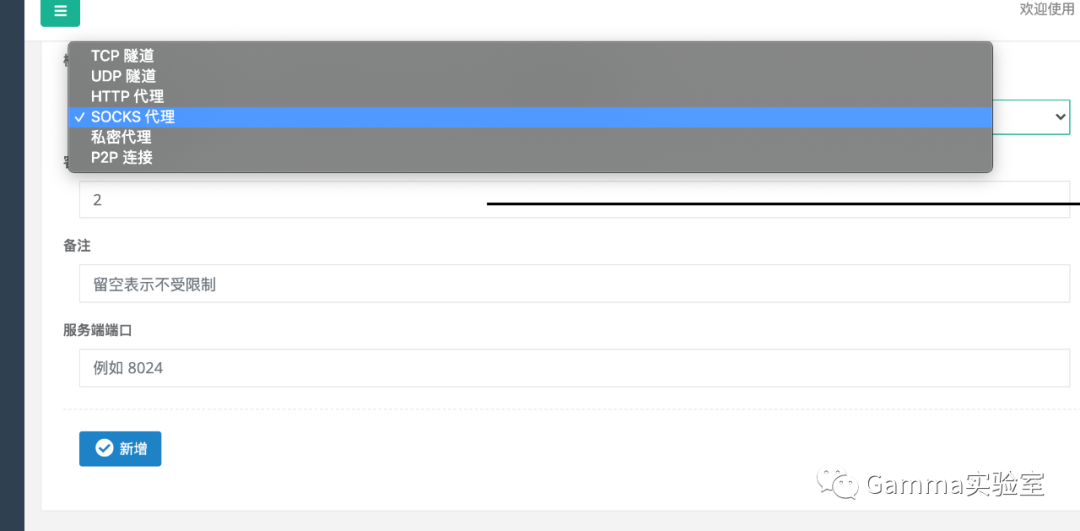 欢迎使用
TCP 隧道
UDP 隧道
HTTP 代理
✓ SOCKS 代理
私密代理
P2P 连接
2
备注
留空表示不受限制
服务端端口
例如 8024
新增
Gamma实验室